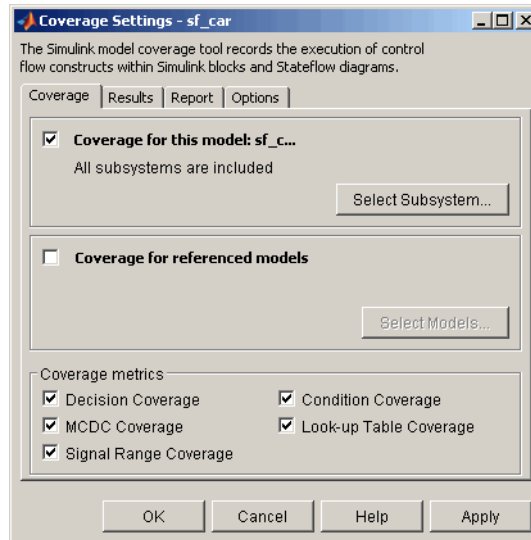 Coverage Settings - sf_car
The Simulink model coverage tool records the execution of control
flow constructs within Simulink blocks and Stateflow diagrams.
Coverage Results Report Options
Coverage for this model: sf_c...
All subsystems are included
Select Subsystem...
Coverage for referenced models
Select Models...
Coverage metrics
Decision Coverage Condition Coverage
MCDC Coverage Look-up Table Coverage
Signal Range Coverage
OK Cancel Help Apply